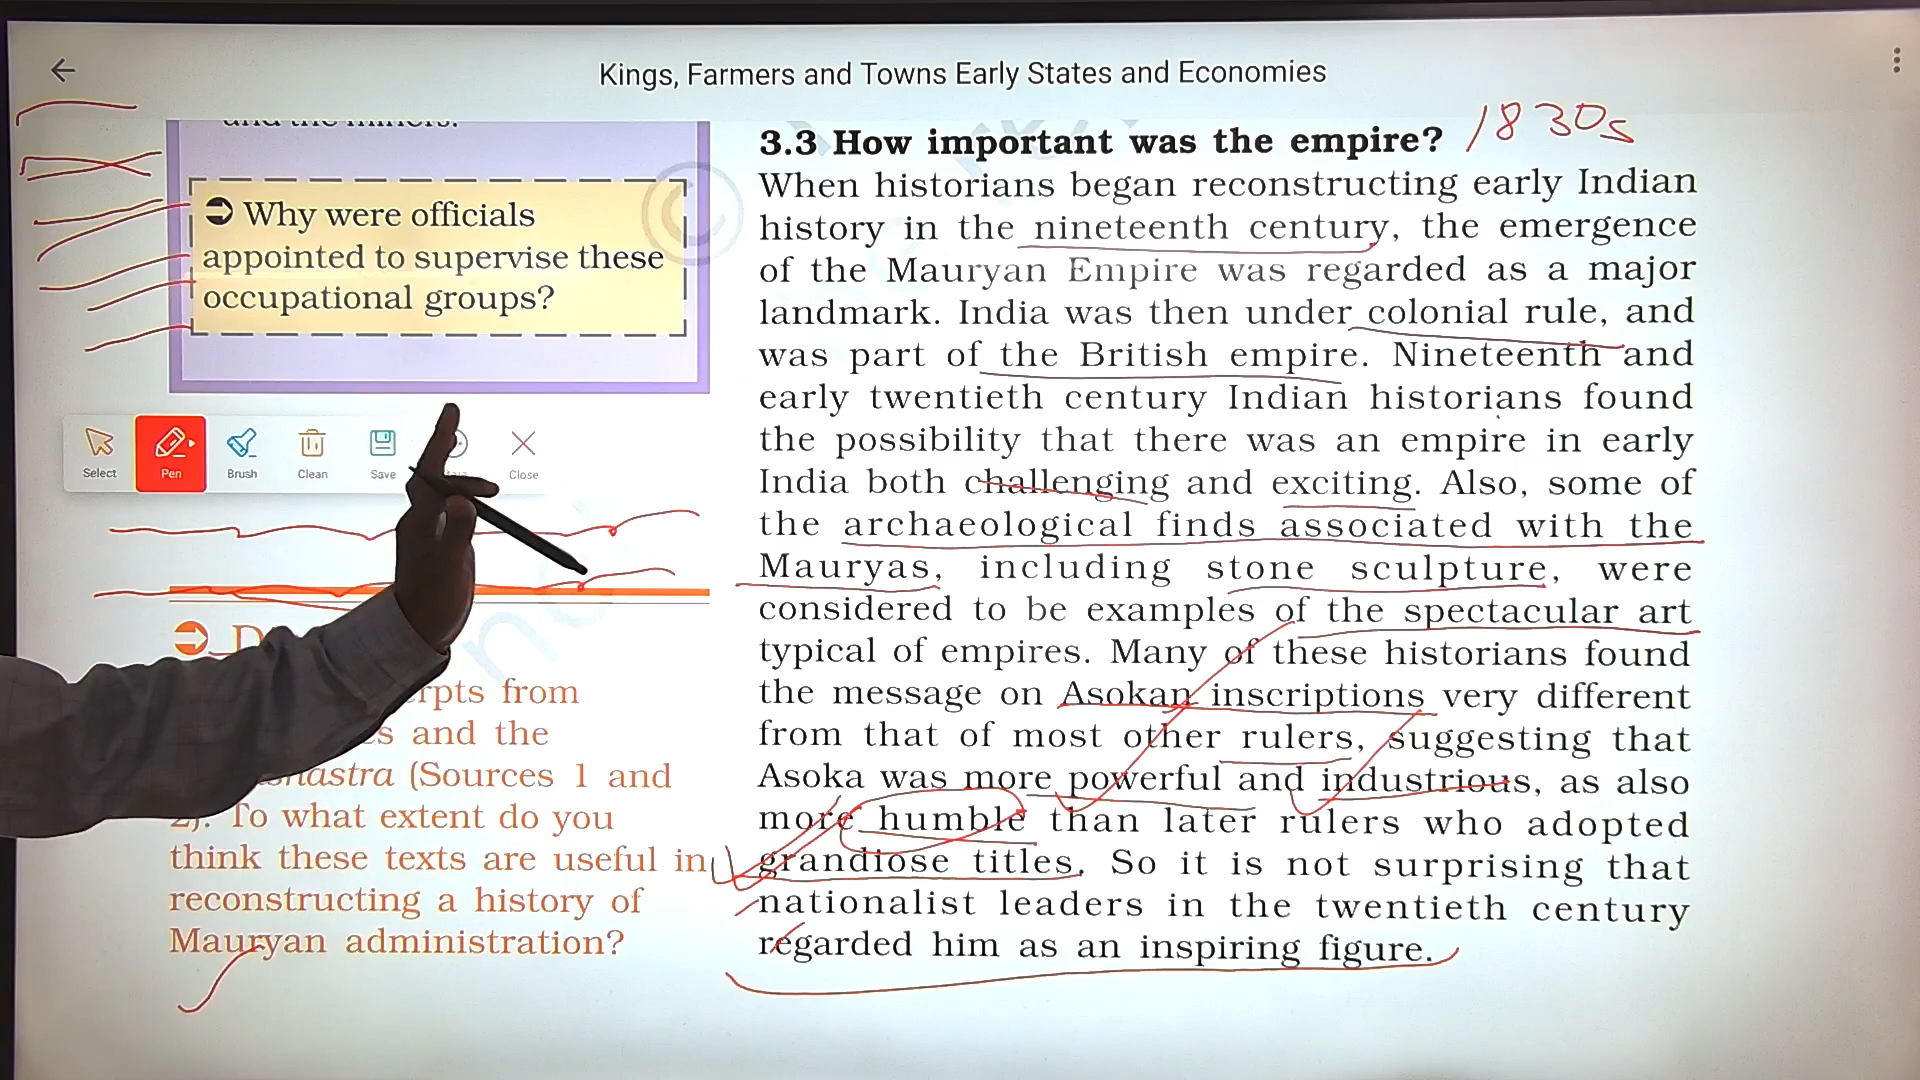 Kings, Farmers and Towns Early States and Economies
and the miners.
Why were officials
appointed to supervise these
occupational groups?
Select
Pen
Brush
Clean
Save
Close
erpts from
s and the
hastra (Sources 1 and
2). To what extent do you
think these texts are useful in
reconstructing a history of
Mauryan administration?
3.3 How important was the empire? 1830s
When historians began reconstructing early Indian
history in the nineteenth century, the emergence
of the Mauryan Empire was regarded as a major
landmark. India was then under colonial rule, and
was part of the British empire. Nineteenth and
early twentieth century Indian historians found
the possibility that there was an empire in early
India both challenging and exciting. Also, some of
the archaeological finds associated with the
Mauryas, including stone sculpture, were
considered to be examples of the spectacular art
typical of empires. Many of these historians found
the message on Asokan inscriptions very different
from that of most other rulers, suggesting that
Asoka was more powerful and industrious, as also
more humble than later rulers who adopted
grandiose titles. So it is not surprising that
nationalist leaders in the twentieth century
regarded him as an inspiring figure.